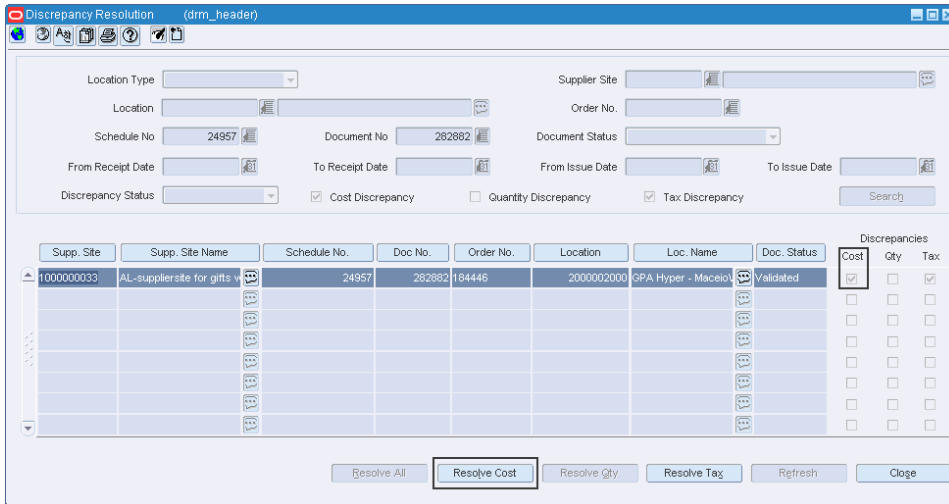 Discrepancy Resolution (drm_header)
Location Type Supplier Site
Location Order No.
Schedule No 24957 Document No 282882 Document Status
From Receipt Date To Receipt Date From Issue Date To Issue Date
Discrepancy Status Cost Discrepancy Quantity Discrepancy Tax Discrepancy Search
Discrepancies
Supp. Site Supp. Site Name Schedule No. Doc No. Order No. Location Loc. Name Doc. Status Cost Qty Tax
1000000033 AL-suppliersite for gifts 24957 282882 184446 2000002000 GPA Hyper - Maceio\ Validated
Resolve All Resolve Cost Resolve Qty Resolve Tax Refresh Close